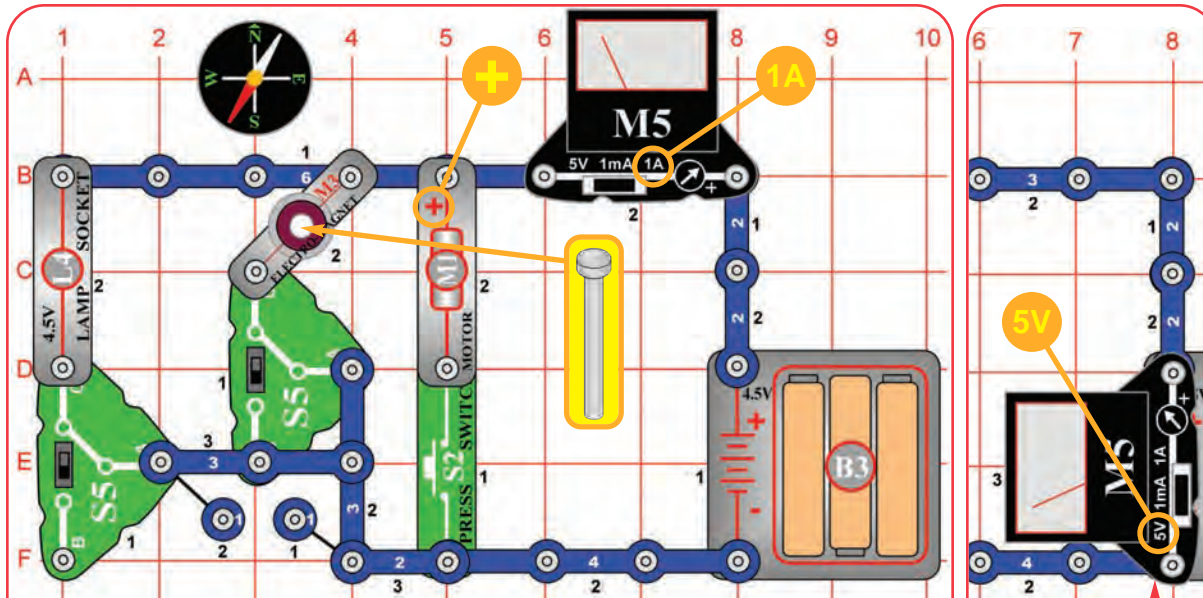 1 2 4 5 6 8 9 10
6 7 8
A
B
C
D
E
F
N
W E
S
+
1A
M5
5V 1mA 1A
+
2
1
6
M3
ELECTROMAGNET
2
L4
LAMP SOCKET
4.5V
2
+
M1
MOTOR
2
2
1
2
2
S5
A
B
1
S5
A
1
3
3
3
2
1
2
1
1
S2
PRESS SWITC
1
2
3
4
2
4.5V
+
-
B3
1
3
2
1
2
2
2
5V
M5
5V 1mA 1A
+
3
4
2